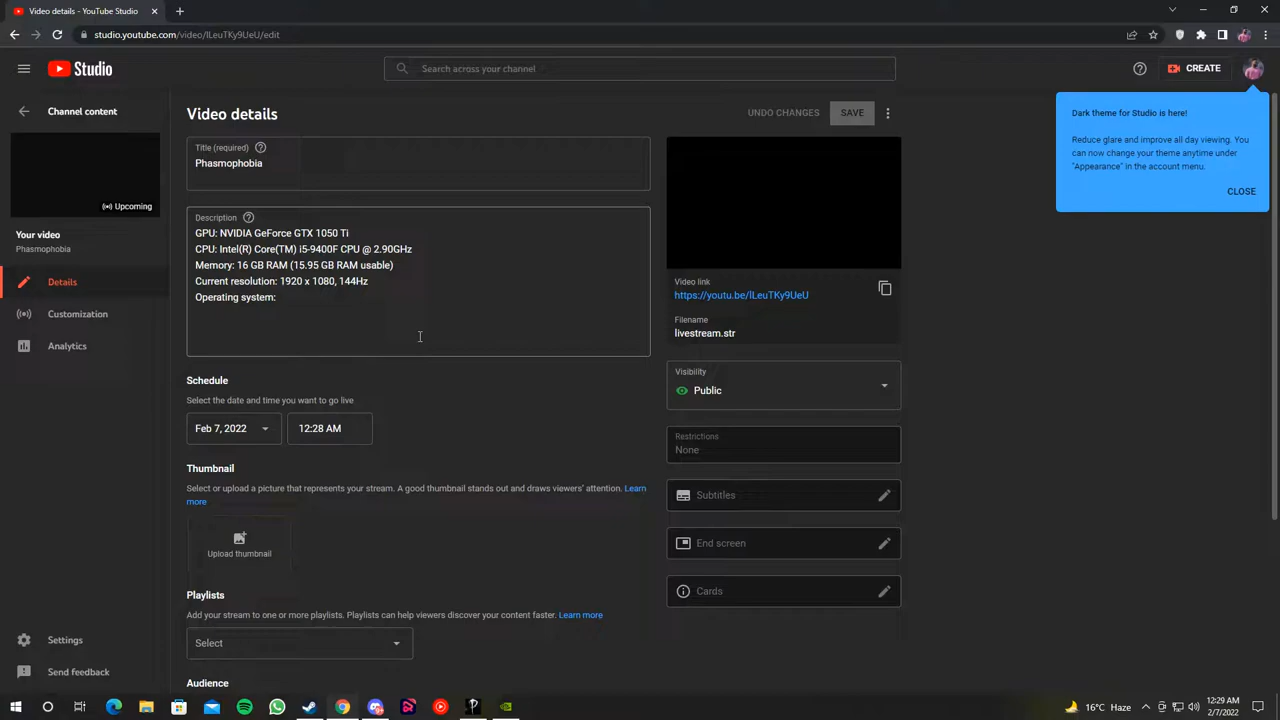 Video details - YouTube Studio
studio.youtube.com/video/lLeuTKy9UeU/edit
Studio
Search across your channel
CREATE
Channel content
Upcoming
Your video
Phasmophobia
Details
Customization
Analytics
Settings
Send feedback
Video details
UNDO CHANGES
SAVE
Title (required)
Phasmophobia
Description
GPU: NVIDIA GeForce GTX 1050 Ti
CPU: Intel(R) Core(TM) i5-9400F CPU @ 2.90GHz
Memory: 16 GB RAM (15.95 GB RAM usable)
Current resolution: 1920 x 1080, 144Hz
Operating system:
Schedule
Select the date and time you want to go live
Feb 7, 2022
12:28 AM
Thumbnail
Select or upload a picture that represents your stream. A good thumbnail stands out and draws viewers' attention. Learn
more
Upload thumbnail
Playlists
Add your stream to one or more playlists. Playlists can help viewers discover your content faster. Learn more
Select
Audience
Video link
https://youtu.be/lLeuTKy9UeU
Filename
livestream.str
Visibility
Public
Restrictions
None
Subtitles
End screen
Cards
Dark theme for Studio is here!
Reduce glare and improve all day viewing. You
can now change your theme anytime under
"Appearance" in the account menu.
CLOSE
16°C Haze
12:29 AM
2/7/2022